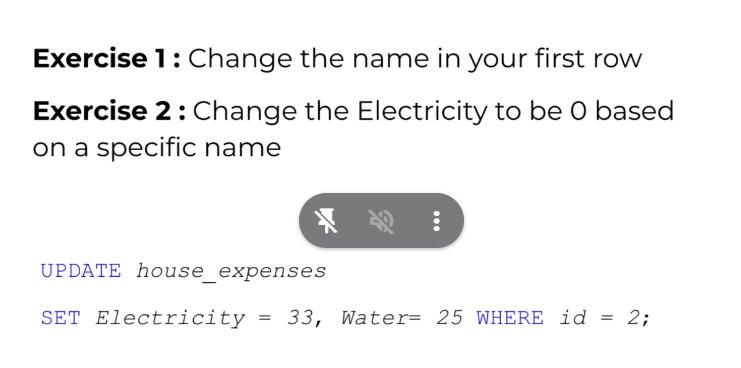 Exercise 1 : Change the name in your first row
Exercise 2 : Change the Electricity to be 0 based
on a specific name
UPDATE house_expenses
SET Electricity = 33, Water= 25 WHERE id = 2;